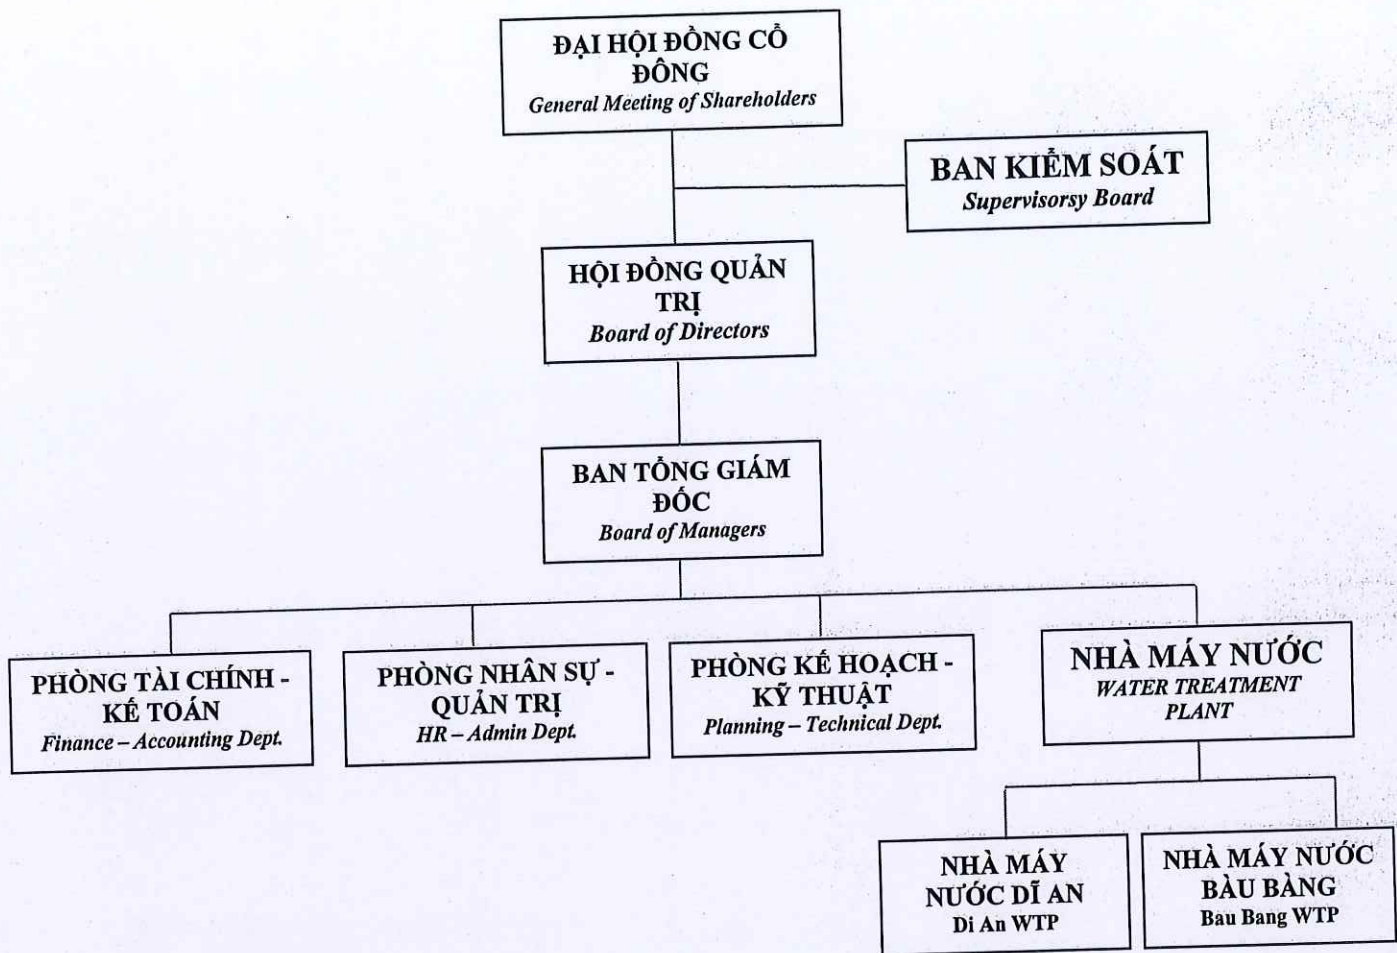 ĐẠI HỘI ĐỒNG CỔ
ĐÔNG
General Meeting of Shareholders
BAN KIỂM SOÁT
Supervisorsy Board
HỘI ĐỒNG QUẢN
TRỊ
Board of Directors
BAN TỔNG GIÁM
ĐỐC
Board of Managers
PHÒNG TÀI CHÍNH -
KẾ TOÁN
Finance – Accounting Dept.
PHÒNG NHÂN SỰ -
QUẢN TRỊ
HR – Admin Dept.
PHÒNG KẾ HOẠCH -
KỸ THUẬT
Planning – Technical Dept.
NHÀ MÁY NƯỚC
WATER TREATMENT
PLANT
NHÀ MÁY
NƯỚC DĨ AN
Di An WTP
NHÀ MÁY NƯỚC
BÀU BÀNG
Bau Bang WTP